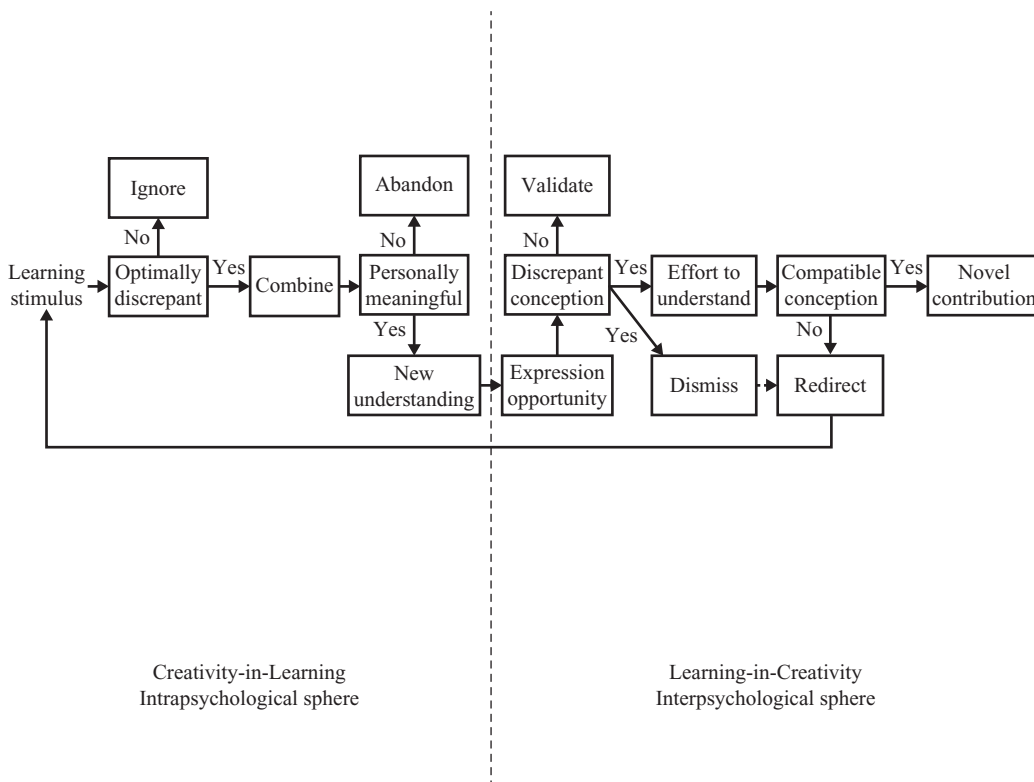 Ignore
Abandon
Validate
No
No
No
Learning
stimulus
Optimally
discrepant
Yes
Combine
Personally
meaningful
Discrepant
conception
Yes
Effort to
understand
Compatible
conception
Yes
Novel
contribution
Yes
Yes
No
New
understanding
Expression
opportunity
Dismiss
Redirect
Creativity-in-Learning
Intrapsychological sphere
Learning-in-Creativity
Interpsychological sphere